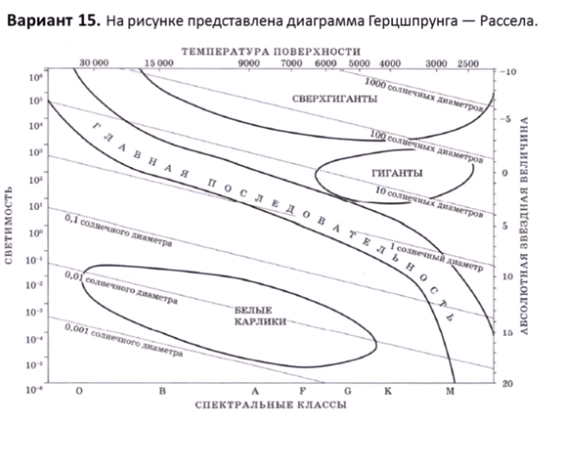 Вариант 15. На рисунке представлена диаграмма Герцшпрунга — Рассела.
ТЕМПЕРАТУРА ПОВЕРХНОСТИ
30 000 15 000 9000 7000 6000 5000 4000 3000 2500
СВЕТИМОСТЬ
10⁶
10⁵
10⁴
10³
10²
10¹
10⁰
10⁻¹
10⁻²
10⁻³
10⁻⁴
10⁻⁵
10⁻⁶
1000 солнечных диаметров
СВЕРХГИГАНТЫ
100 солнечных диаметров
ГИГАНТЫ
10 солнечных диаметров
ГЛАВНАЯ ПОСЛЕДОВАТЕЛЬНОСТЬ
1 солнечный диаметр
0,1 солнечного диаметра
0,01 солнечного диаметра
БЕЛЫЕ
КАРЛИКИ
0,001 солнечного диаметра
−10
−5
0
5
10
15
20
АБСОЛЮТНАЯ ЗВЁЗДНАЯ ВЕЛИЧИНА
O B A F G K M
СПЕКТРАЛЬНЫЕ КЛАССЫ